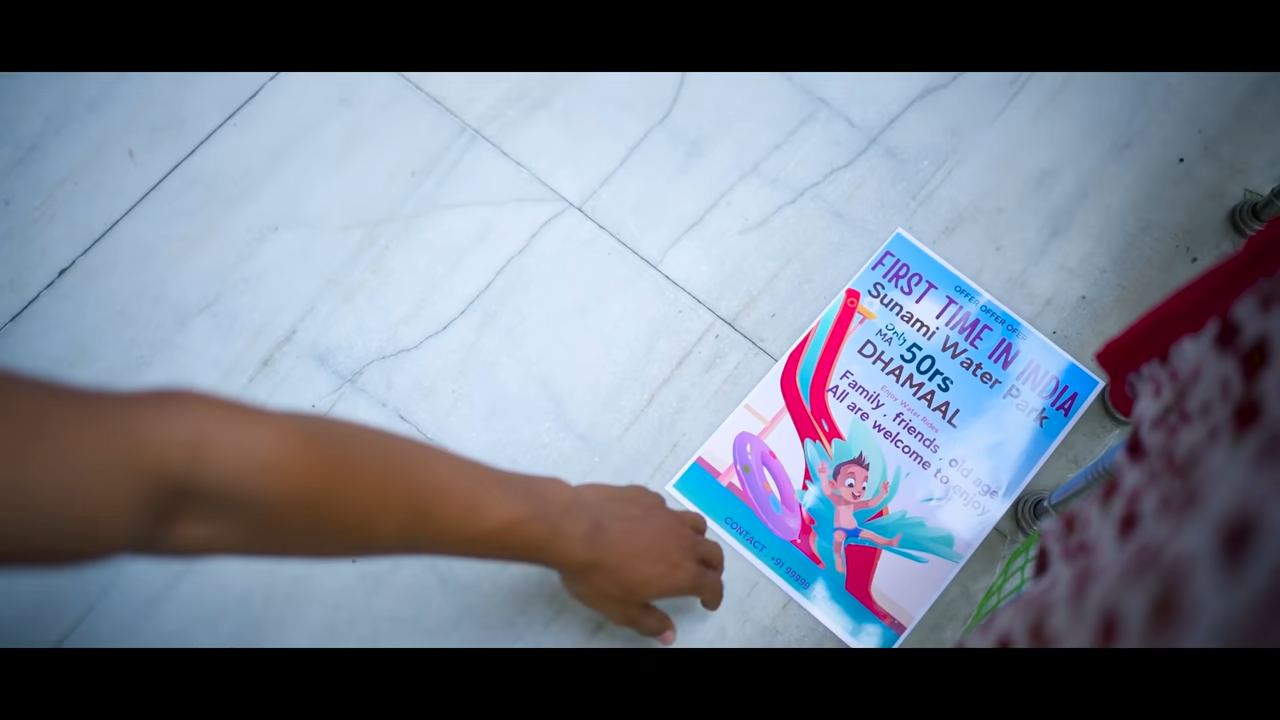 OFFER OFFER OFER
FIRST TIME IN INDIA
Sunami Water Park
Only 50rs
MA
DHAMAAL
Enjoy Water Rides
Family , friends , old age
All are welcome to enjoy
CONTACT : +91 99999